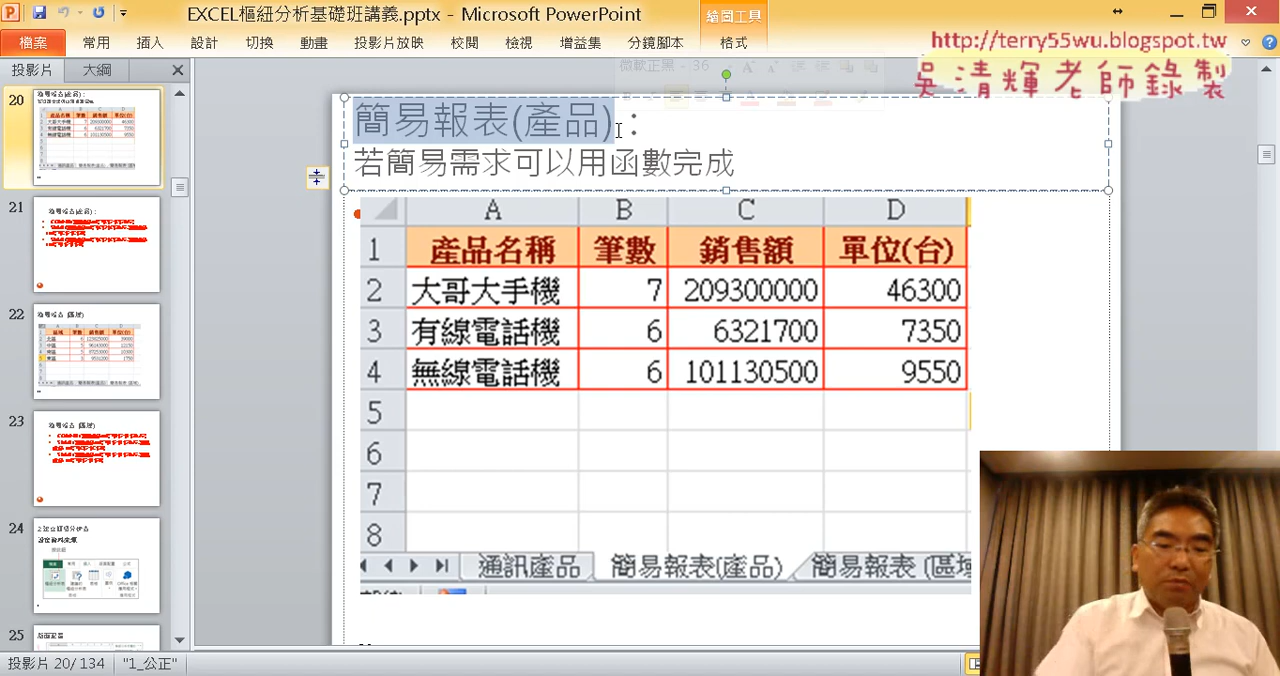 EXCEL樞紐分析基礎班講義.pptx - Microsoft PowerPoint
繪圖工具
檔案 常用 插入 設計 切換 動畫 投影片放映 校閱 檢視 增益集 分鏡腳本 格式
http://terry55wu.blogspot.tw
吳清輝老師錄製
投影片 大綱
微軟正黑 - 36
簡易報表(產品)：
若簡易需求可以用函數完成
A B C D
1 產品名稱 筆數 銷售額 單位(台)
2 大哥大手機 7 209300000 46300
3 有線電話機 6 6321700 7350
4 無線電話機 6 101130500 9550
5
6
7
8
通訊產品 簡易報表(產品) 簡易報表 (區域
20
21
22
23
24
25
投影片 20/ 134 "1_公正"